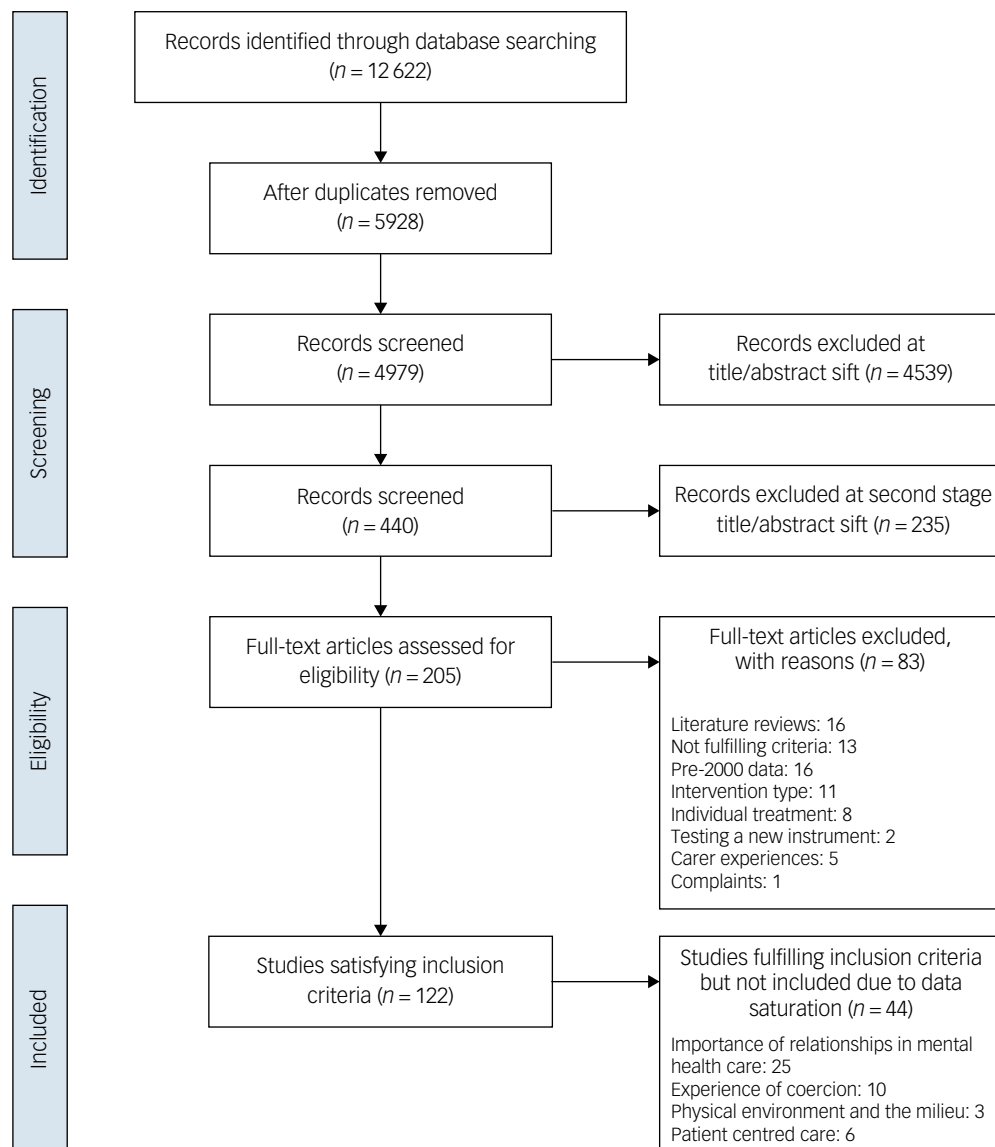 Identification
Records identified through database searching
(n = 12 622)
After duplicates removed
(n = 5928)
Screening
Records screened
(n = 4979)
Records excluded at
title/abstract sift (n = 4539)
Records screened
(n = 440)
Records excluded at second stage
title/abstract sift (n = 235)
Eligibility
Full-text articles assessed for
eligibility (n = 205)
Full-text articles excluded,
with reasons (n = 83)
Literature reviews: 16
Not fulfilling criteria: 13
Pre-2000 data: 16
Intervention type: 11
Individual treatment: 8
Testing a new instrument: 2
Carer experiences: 5
Complaints: 1
Included
Studies satisfying inclusion
criteria (n = 122)
Studies fulfilling inclusion criteria
but not included due to data
saturation (n = 44)
Importance of relationships in mental
health care: 25
Experience of coercion: 10
Physical environment and the milieu: 3
Patient centred care: 6